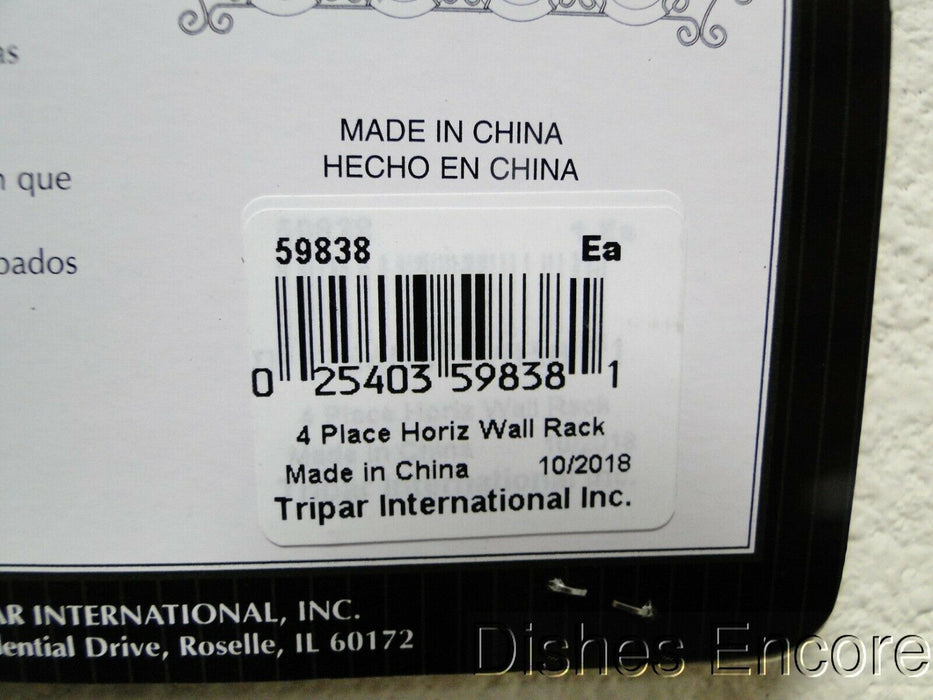 as
n que
bados
MADE IN CHINA
HECHO EN CHINA
59838 Ea
0 25403 59838 1
4 Place Horiz Wall Rack
Made in China 10/2018
Tripar International Inc.
AR INTERNATIONAL, INC.
dential Drive, Roselle, IL 60172
Dishes Encore